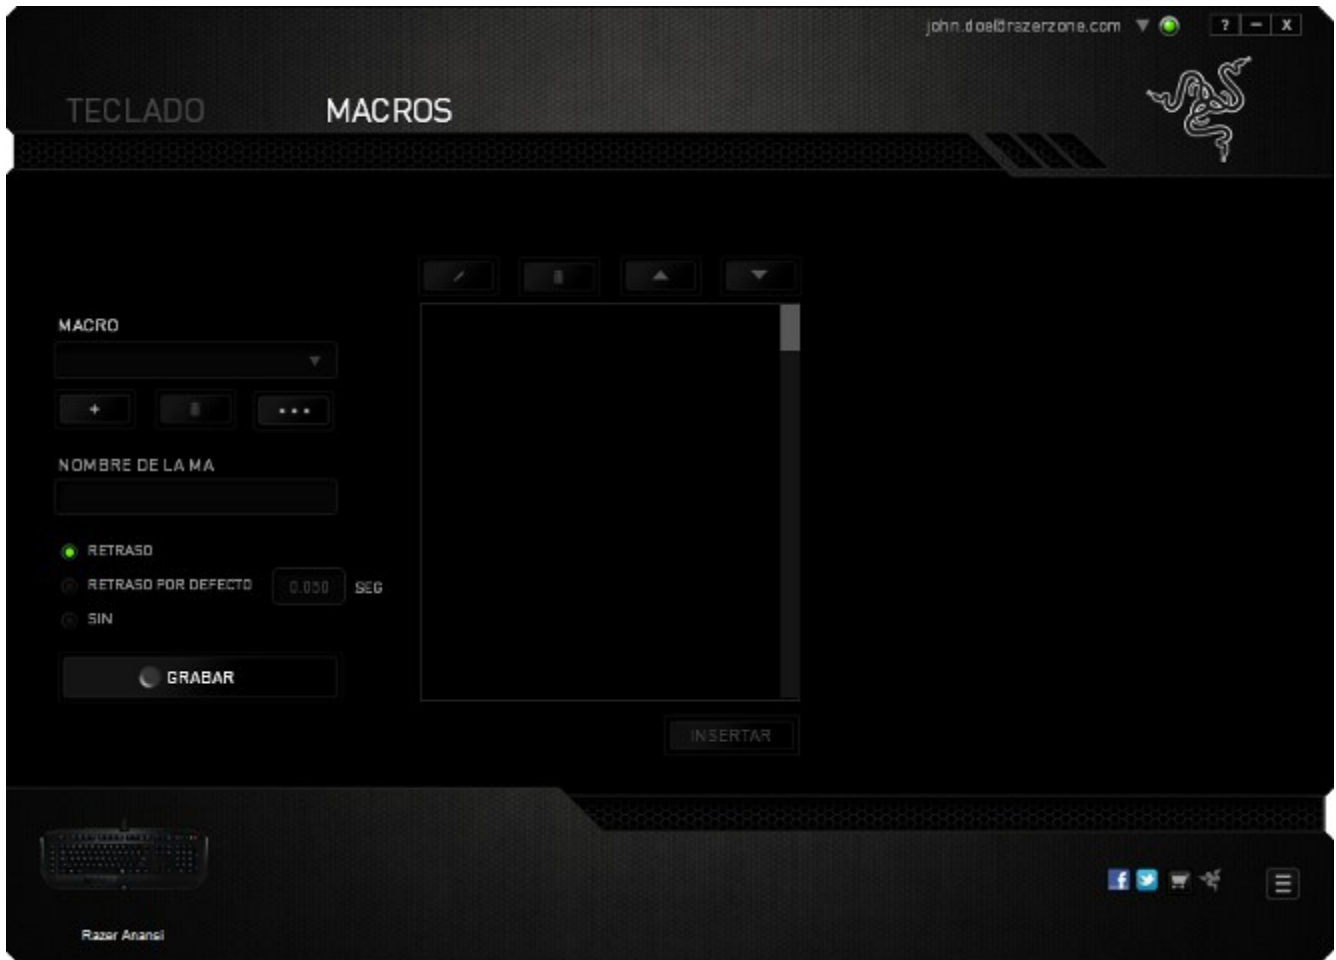 john.doe@razerzone.com
? – X
TECLADO MACROS
MACRO
+
NOMBRE DE LA MA
RETRASO
RETRASO POR DEFECTO 0.050 SEG
SIN
GRABAR
INSERTAR
Razer Anansi